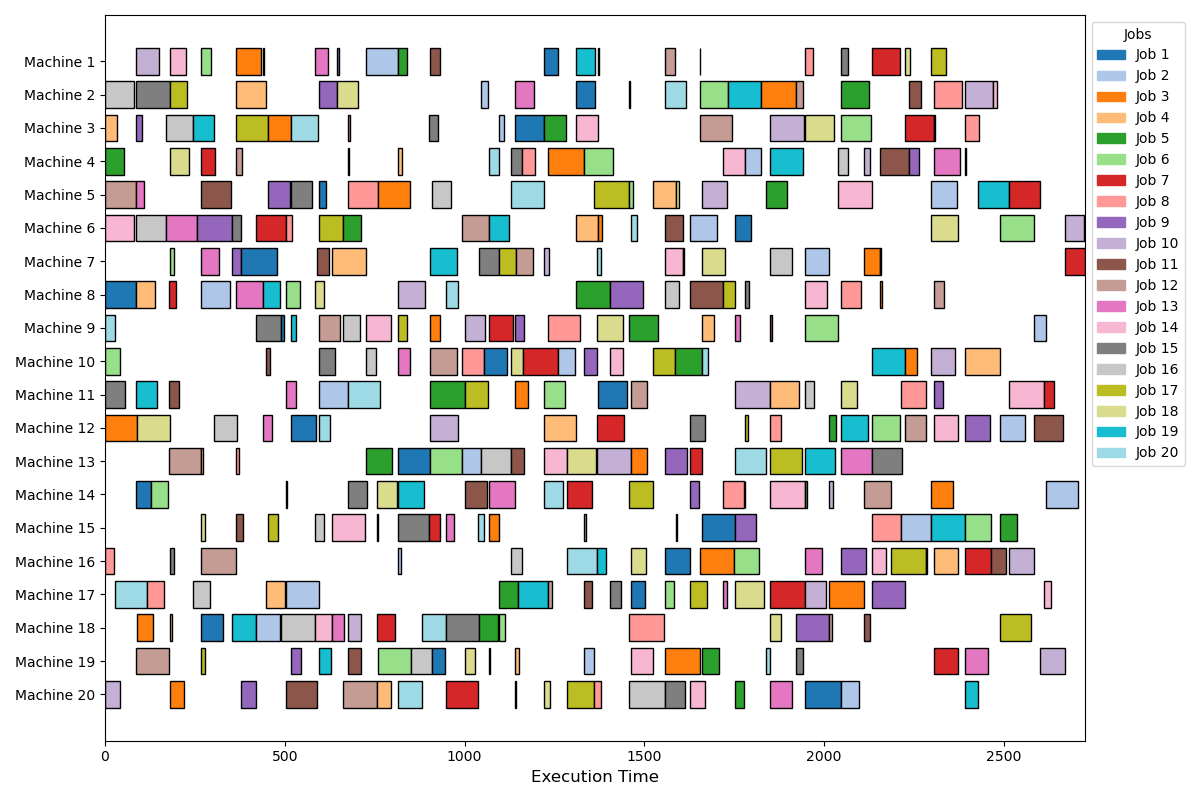 Machine 1
Machine 2
Machine 3
Machine 4
Machine 5
Machine 6
Machine 7
Machine 8
Machine 9
Machine 10
Machine 11
Machine 12
Machine 13
Machine 14
Machine 15
Machine 16
Machine 17
Machine 18
Machine 19
Machine 20
0 500 1000 1500 2000 2500
Execution Time
Jobs
Job 1
Job 2
Job 3
Job 4
Job 5
Job 6
Job 7
Job 8
Job 9
Job 10
Job 11
Job 12
Job 13
Job 14
Job 15
Job 16
Job 17
Job 18
Job 19
Job 20